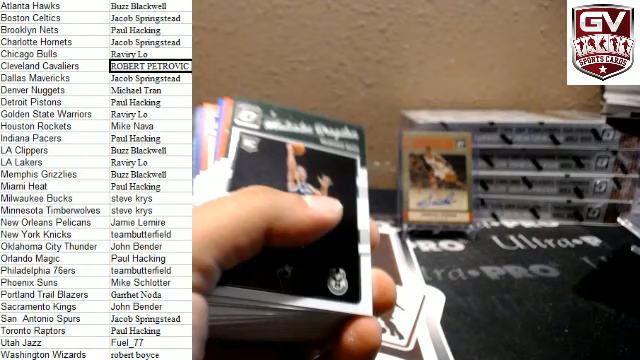 Atlanta Hawks Buzz Blackwell
Boston Celtics Jacob Springstead
Brooklyn Nets Paul Hacking
Charlotte Hornets Jacob Springstead
Chicago Bulls Raviry Lo
Cleveland Cavaliers ROBERT PETROVIC
Dallas Mavericks Jacob Springstead
Denver Nuggets Michael Tran
Detroit Pistons Paul Hacking
Golden State Warriors Raviry Lo
Houston Rockets Mike Nava
Indiana Pacers Paul Hacking
LA Clippers Buzz Blackwell
LA Lakers Raviry Lo
Memphis Grizzlies Buzz Blackwell
Miami Heat Paul Hacking
Milwaukee Bucks steve krys
Minnesota Timberwolves steve krys
New Orleans Pelicans Jamie Lemire
New York Knicks teambutterfield
Oklahoma City Thunder John Bender
Orlando Magic Paul Hacking
Philadelphia 76ers teambutterfield
Phoenix Suns Mike Schlotter
Portland Trail Blazers Garrhet Noda
Sacramento Kings John Bender
San Antonio Spurs Jacob Springstead
Toronto Raptors Paul Hacking
Utah Jazz Fuel_77
Washington Wizards robert boyce
GV
SPORTS CARDS
Ultra PRO